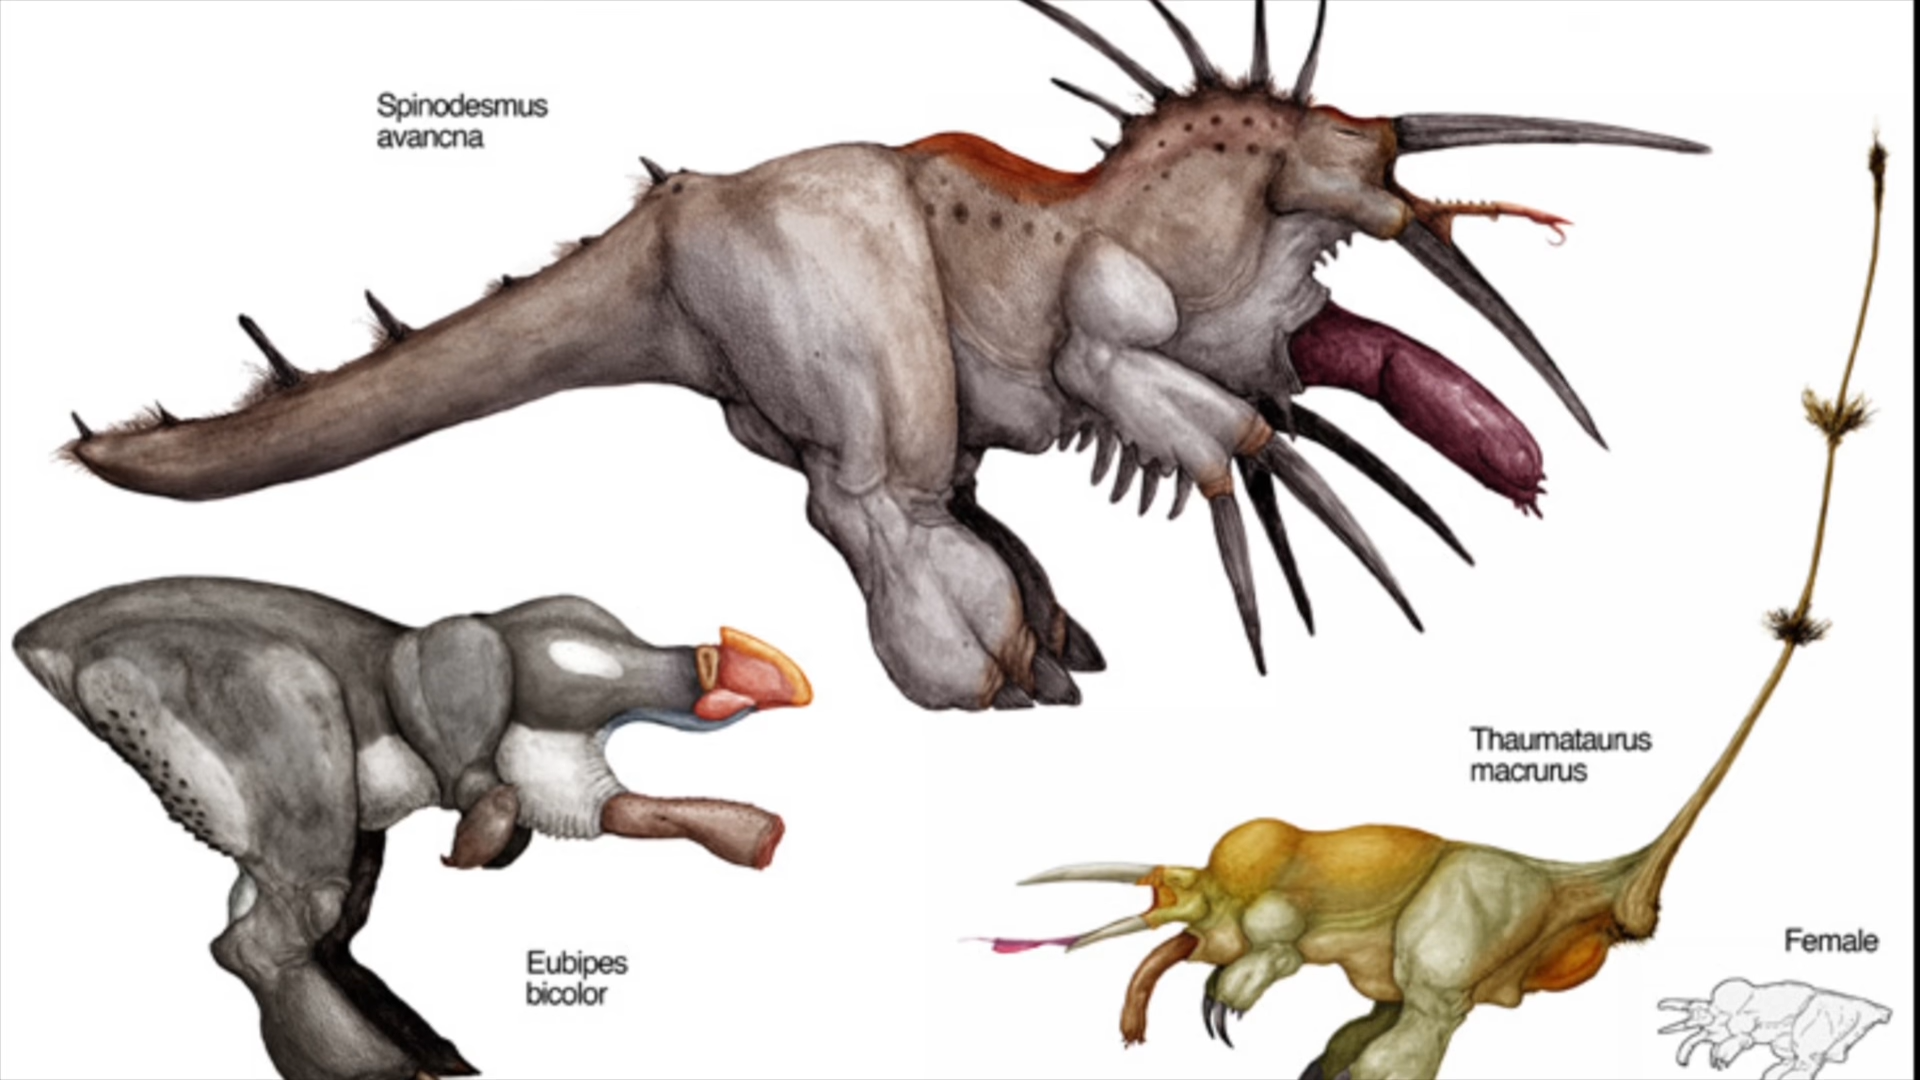 Spinodesmus
avancna
Thaumataurus
macrurus
Female
Eubipes
bicolor